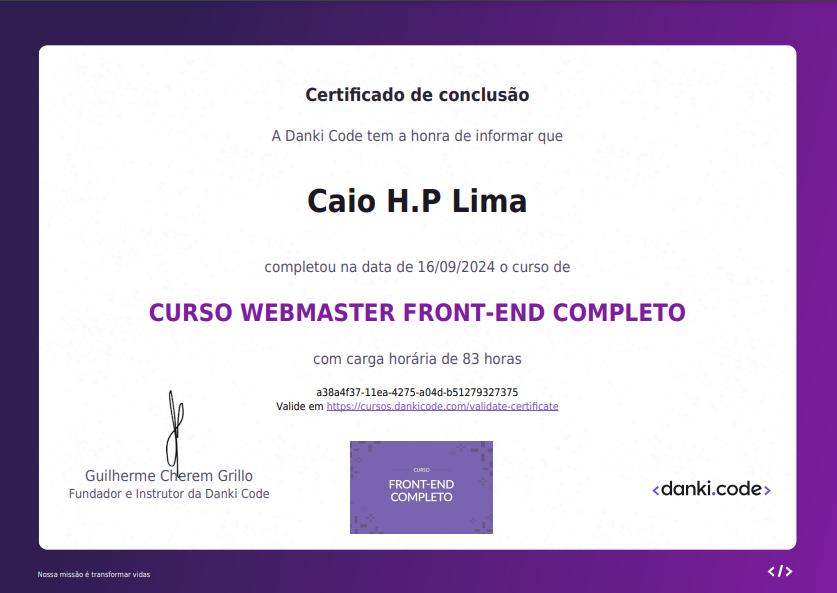 Certificado de conclusão
A Danki Code tem a honra de informar que
Caio H.P Lima
completou na data de 16/09/2024 o curso de
CURSO WEBMASTER FRONT-END COMPLETO
com carga horária de 83 horas
a38a4f37-11ea-4275-a04d-b51279327375
Valide em https://cursos.dankicode.com/validate-certificate
Guilherme Cherem Grillo
Fundador e Instrutor da Danki Code
CURSO
FRONT-END
COMPLETO
<danki.code>
Nossa missão é transformar vidas
</>